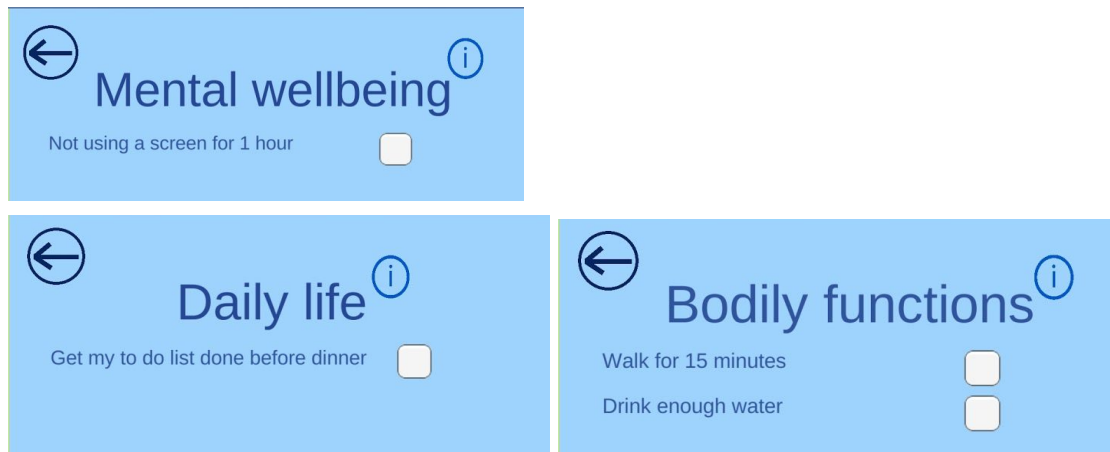 Mental wellbeing
Not using a screen for 1 hour
Daily life
Get my to do list done before dinner
Bodily functions
Walk for 15 minutes
Drink enough water